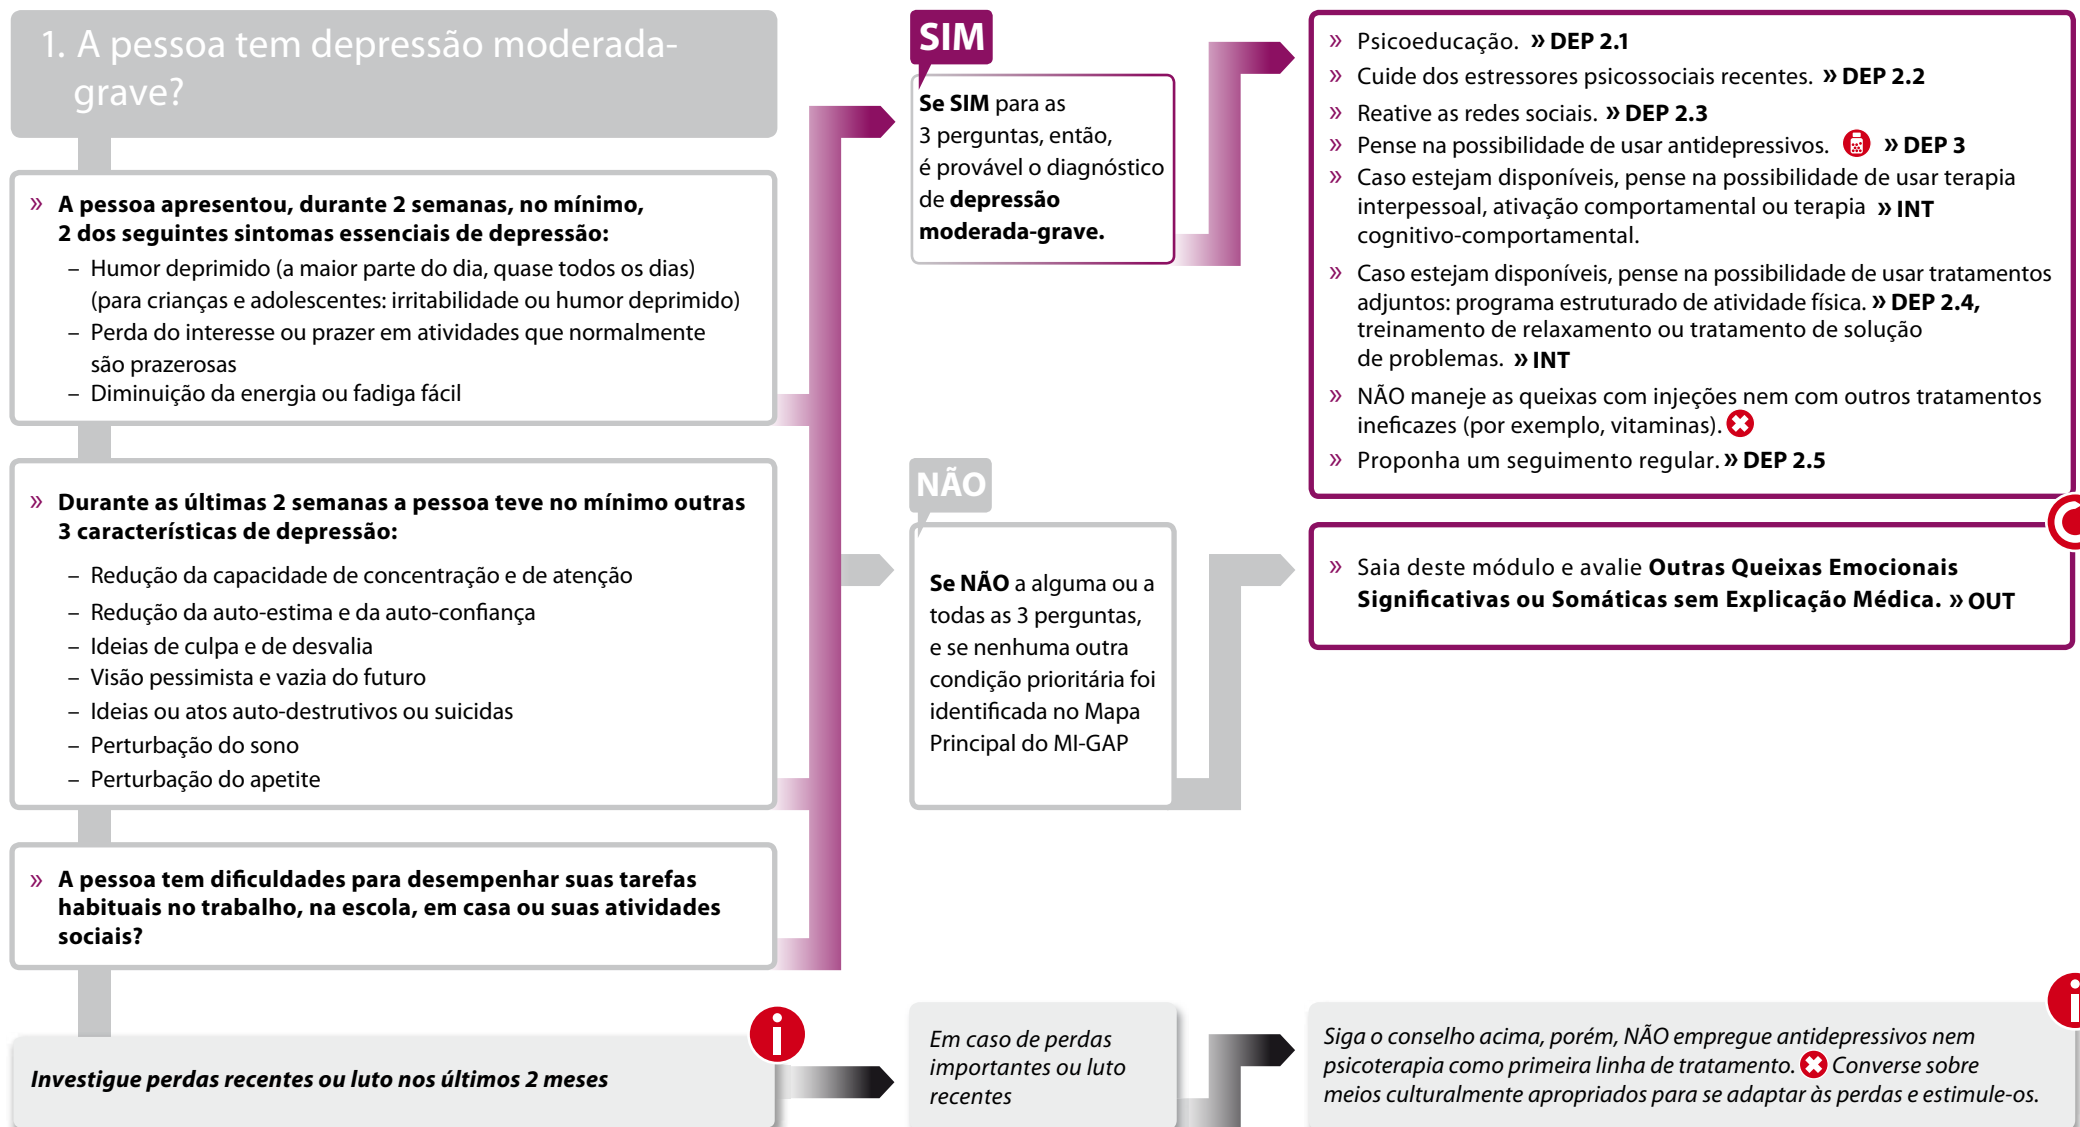 1. A pessoa tem depressão moderada-
grave?
» A pessoa apresentou, durante 2 semanas, no mínimo,
2 dos seguintes sintomas essenciais de depressão:
– Humor deprimido (a maior parte do dia, quase todos os dias)
(para crianças e adolescentes: irritabilidade ou humor deprimido)
– Perda do interesse ou prazer em atividades que normalmente
são prazerosas
– Diminuição da energia ou fadiga fácil
» Durante as últimas 2 semanas a pessoa teve no mínimo outras
3 características de depressão:
– Redução da capacidade de concentração e de atenção
– Redução da auto-estima e da auto-confiança
– Ideias de culpa e de desvalia
– Visão pessimista e vazia do futuro
– Ideias ou atos auto-destrutivos ou suicidas
– Perturbação do sono
– Perturbação do apetite
» A pessoa tem dificuldades para desempenhar suas tarefas
habituais no trabalho, na escola, em casa ou suas atividades
sociais?
Investigue perdas recentes ou luto nos últimos 2 meses
i
SIM
Se SIM para as
3 perguntas, então,
é provável o diagnóstico
de depressão
moderada-grave.
NÃO
Se NÃO a alguma ou a
todas as 3 perguntas,
e se nenhuma outra
condição prioritária foi
identificada no Mapa
Principal do MI-GAP
Em caso de perdas
importantes ou luto
recentes
» Psicoeducação. » DEP 2.1
» Cuide dos estressores psicossociais recentes. » DEP 2.2
» Reative as redes sociais. » DEP 2.3
» Pense na possibilidade de usar antidepressivos. » DEP 3
» Caso estejam disponíveis, pense na possibilidade de usar terapia
interpessoal, ativação comportamental ou terapia » INT
cognitivo-comportamental.
» Caso estejam disponíveis, pense na possibilidade de usar tratamentos
adjuntos: programa estruturado de atividade física. » DEP 2.4,
treinamento de relaxamento ou tratamento de solução
de problemas. » INT
» NÃO maneje as queixas com injeções nem com outros tratamentos
ineficazes (por exemplo, vitaminas).
» Proponha um seguimento regular. » DEP 2.5
» Saia deste módulo e avalie Outras Queixas Emocionais
Significativas ou Somáticas sem Explicação Médica. » OUT
i
Siga o conselho acima, porém, NÃO empregue antidepressivos nem
psicoterapia como primeira linha de tratamento. Converse sobre
meios culturalmente apropriados para se adaptar às perdas e estimule-os.